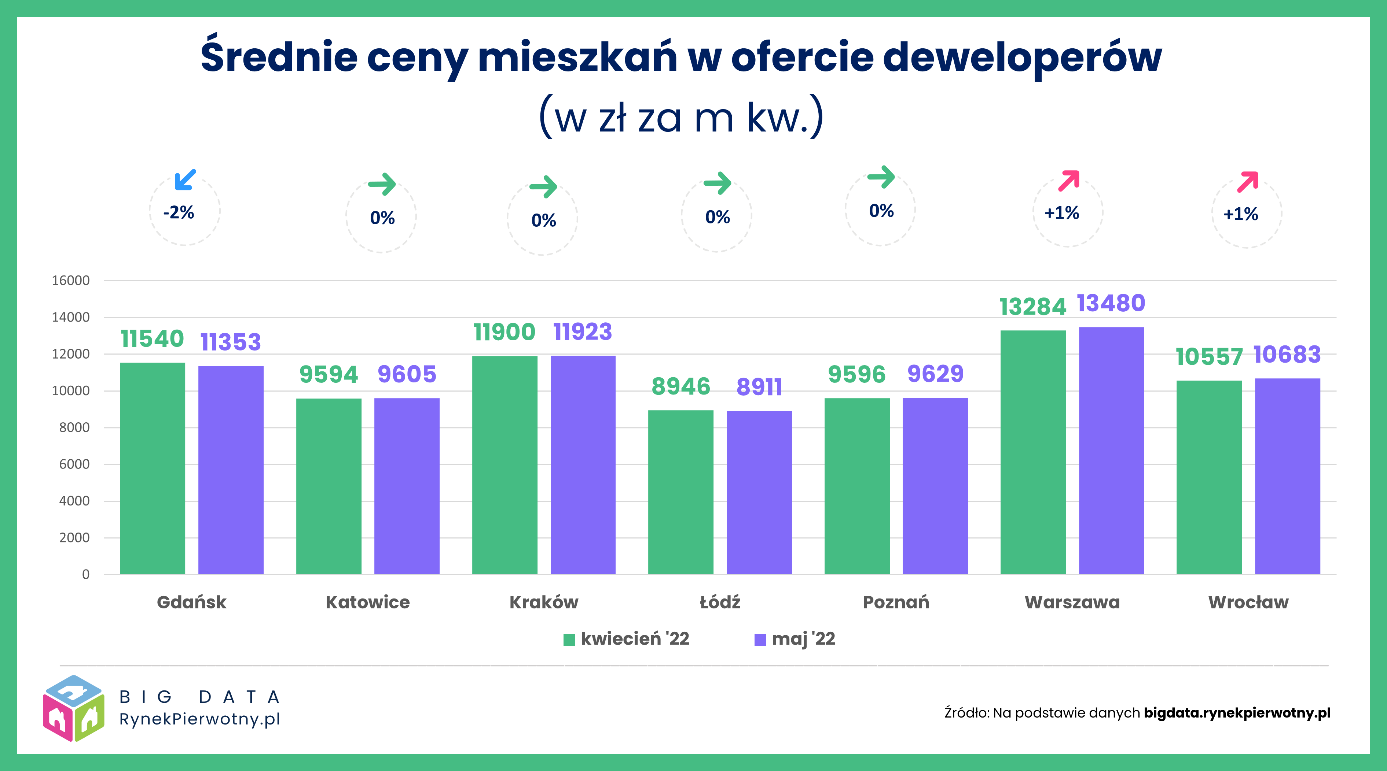 Średnie ceny mieszkań w ofercie deweloperów
(w zł za m kw.)
-2% 0% 0% 0% 0% +1% +1%
16000
14000
12000
10000
8000
6000
4000
2000
0
11540 11353 9594 9605 11900 11923 8946 8911 9596 9629 13284 13480 10557 10683
Gdańsk Katowice Kraków Łódź Poznań Warszawa Wrocław
kwiecień '22 maj '22
BIG DATA
RynekPierwotny.pl
Źródło: Na podstawie danych bigdata.rynekpierwotny.pl